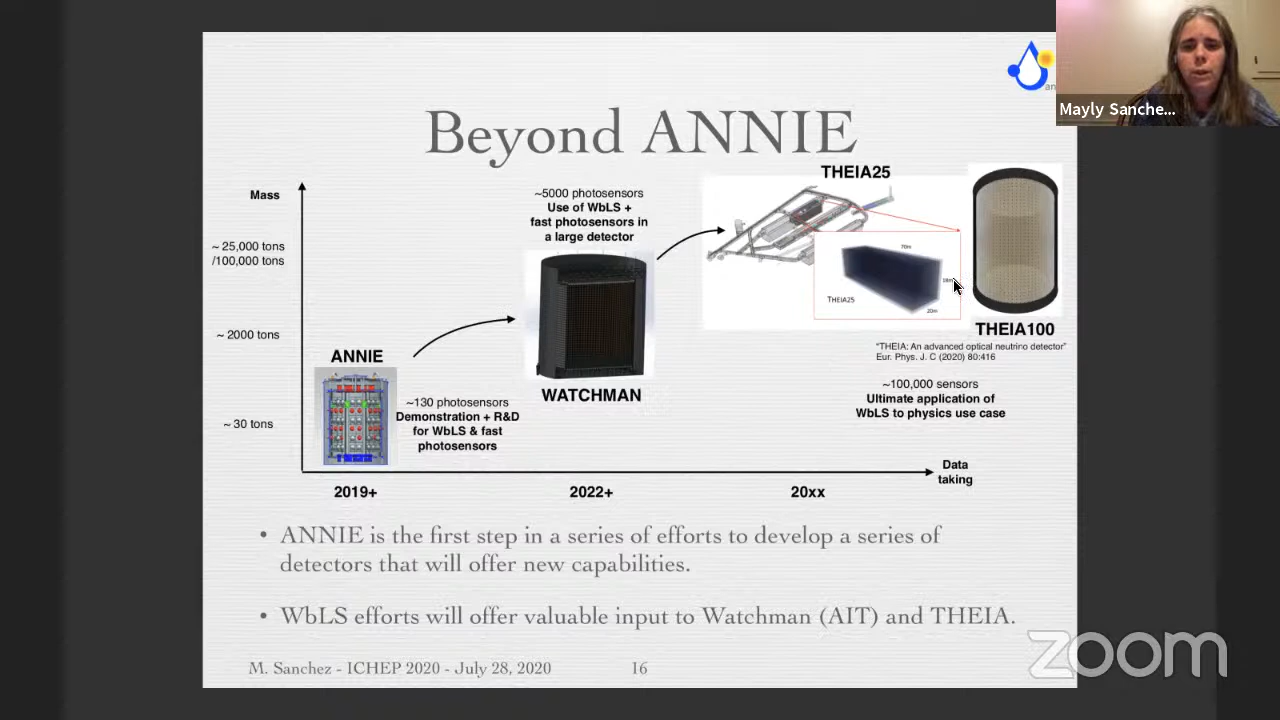 an
Mayly Sanche...
Beyond ANNIE
Mass
~ 25,000 tons
/100,000 tons
~ 2000 tons
~ 30 tons
ANNIE
~130 photosensors
Demonstration + R&D
for WbLS & fast
photosensors
~5000 photosensors
Use of WbLS +
fast photosensors in
a large detector
WATCHMAN
THEIA25
70m
20m
THEIA25
THEIA100
"THEIA: An advanced optical neutrino detector"
Eur. Phys. J. C (2020) 80:416
~100,000 sensors
Ultimate application of
WbLS to physics use case
Data
taking
2019+
2022+
20xx
• ANNIE is the first step in a series of efforts to develop a series of
detectors that will offer new capabilities.
• WbLS efforts will offer valuable input to Watchman (AIT) and THEIA.
M. Sanchez - ICHEP 2020 - July 28, 2020
16
zoom